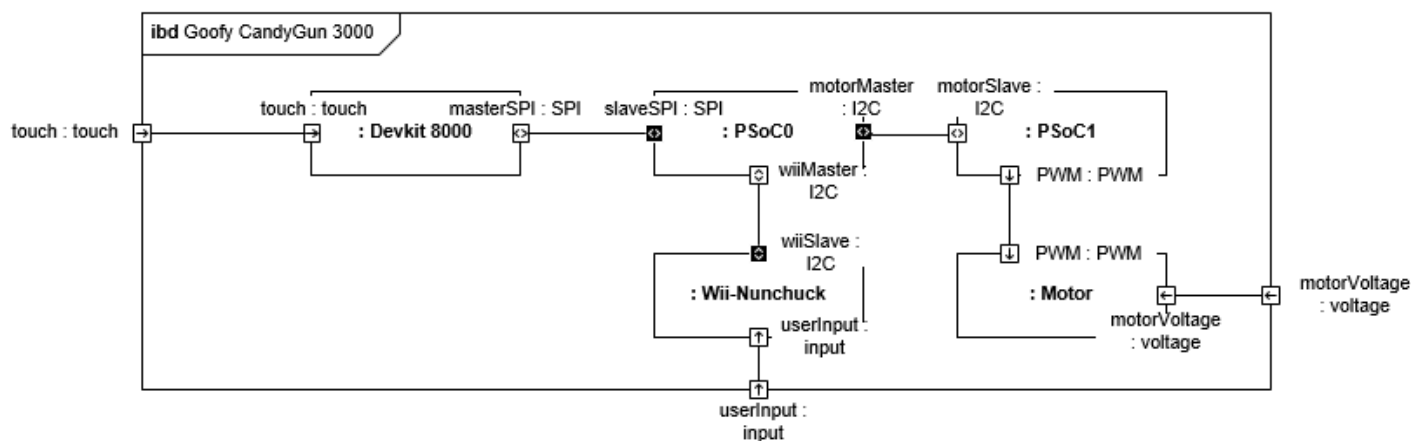 ibd Goofy CandyGun 3000
motorMaster
: I2C
motorSlave :
I2C
touch : touch
masterSPI : SPI
slaveSPI : SPI
touch : touch
: Devkit 8000
: PSoC0
: PSoC1
wiiMaster :
I2C
PWM : PWM
wiiSlave :
I2C
PWM : PWM
: Wii-Nunchuck
: Motor
motorVoltage
: voltage
userInput :
input
motorVoltage
: voltage
userInput :
input